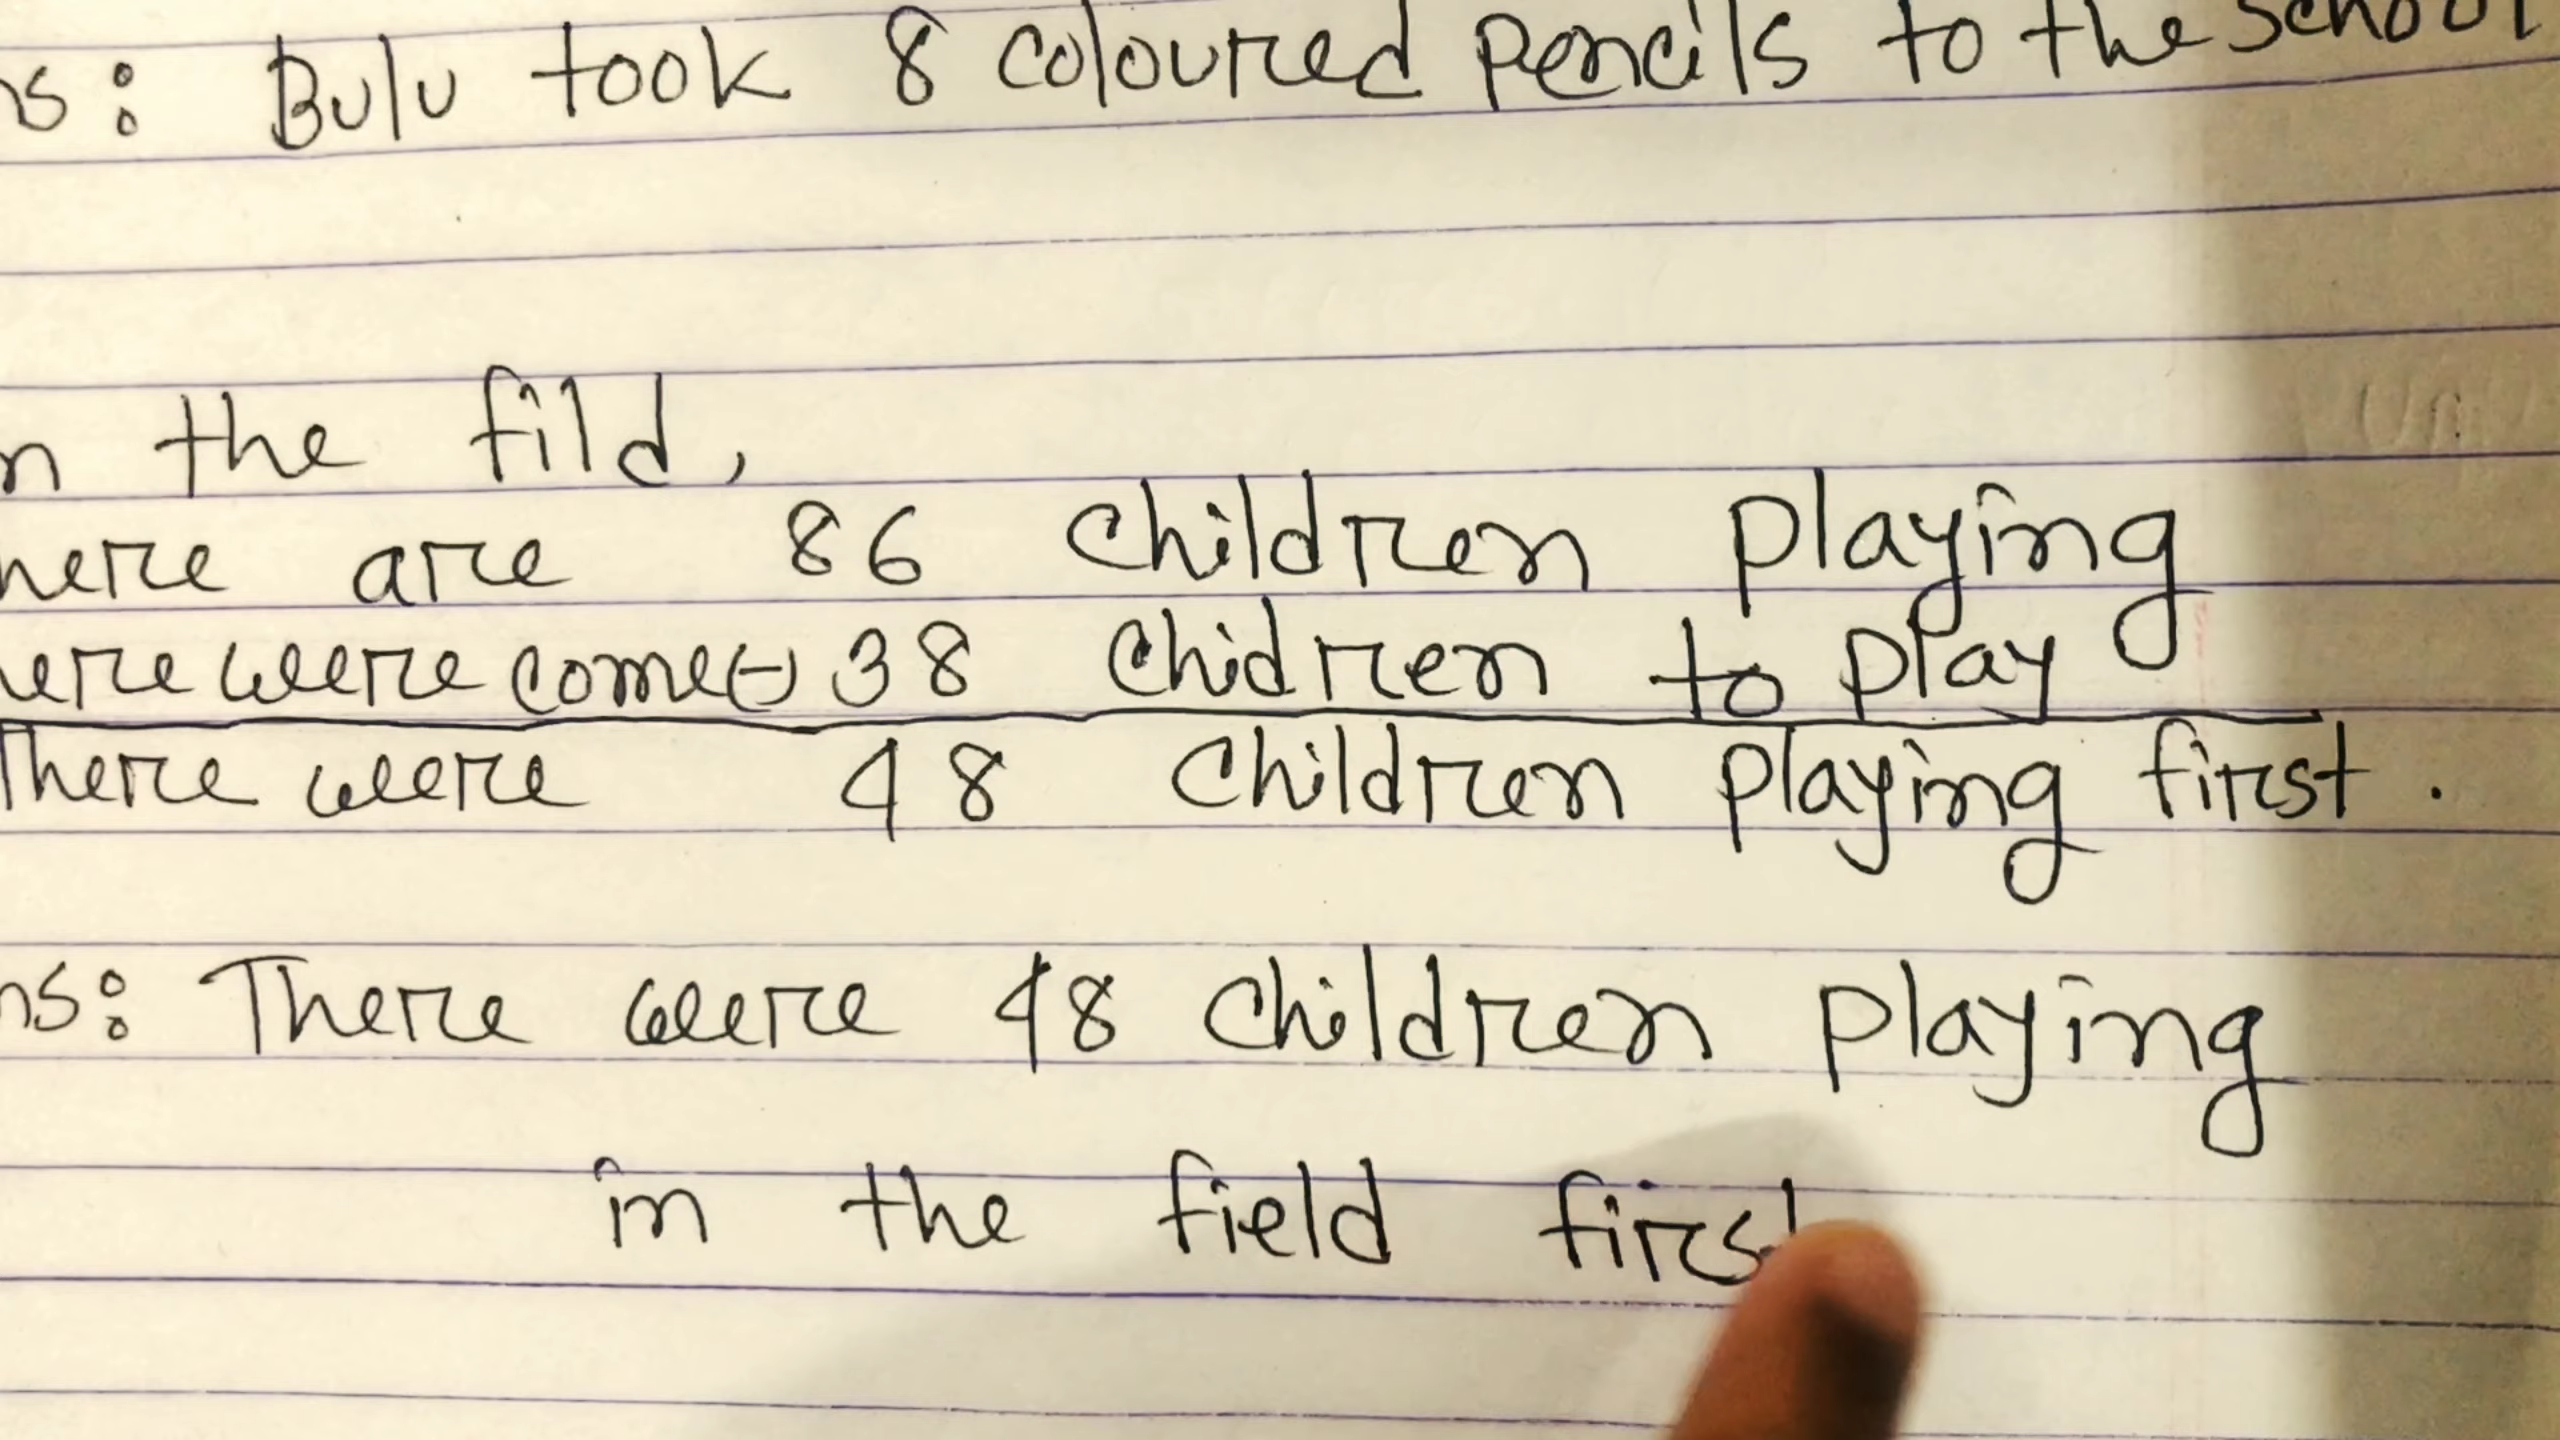 ns: Bulu took 8 coloured pencils to the school
n the fild,
here are 86 children playing
ere were come(-) 38 chidren to play
There were 48 children playing first.
ns: There were 48 children playing
in the field first